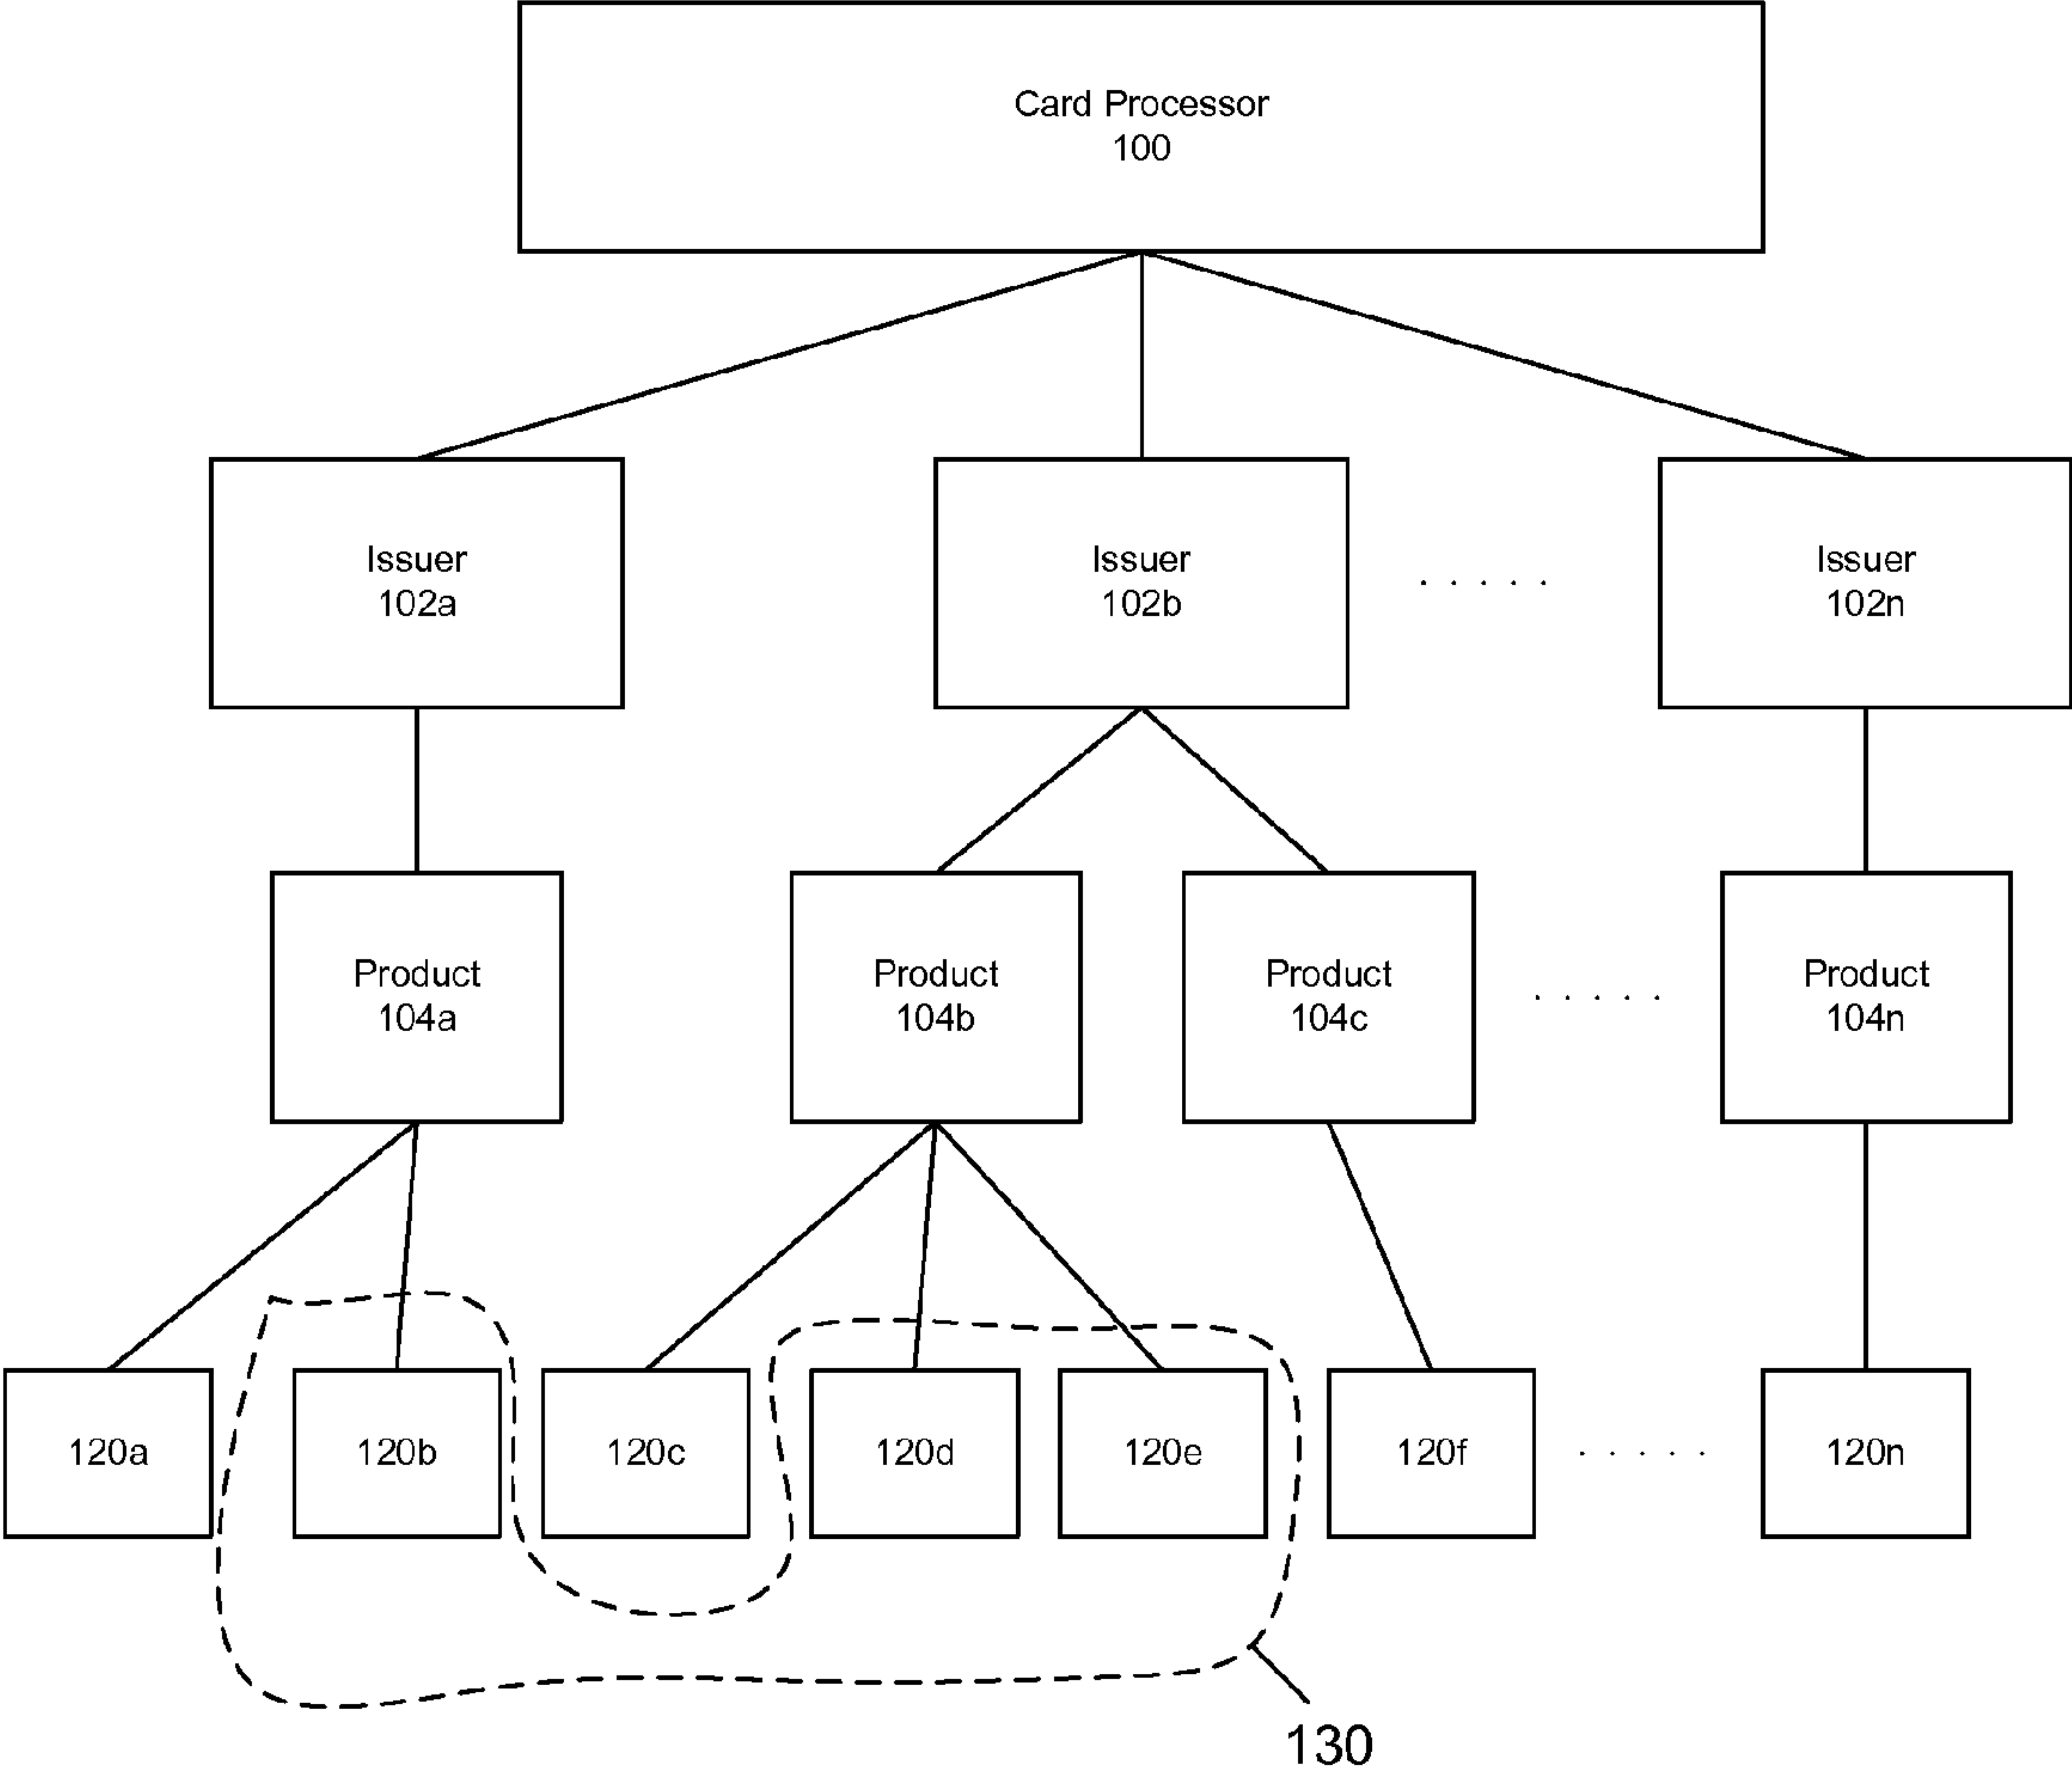 Card Processor
100
Issuer
102a
Issuer
102b
. . . . .
Issuer
102n
Product
104a
Product
104b
Product
104c
. . . . .
Product
104n
120a
120b
120c
120d
120e
120f
. . . . .
120n
130